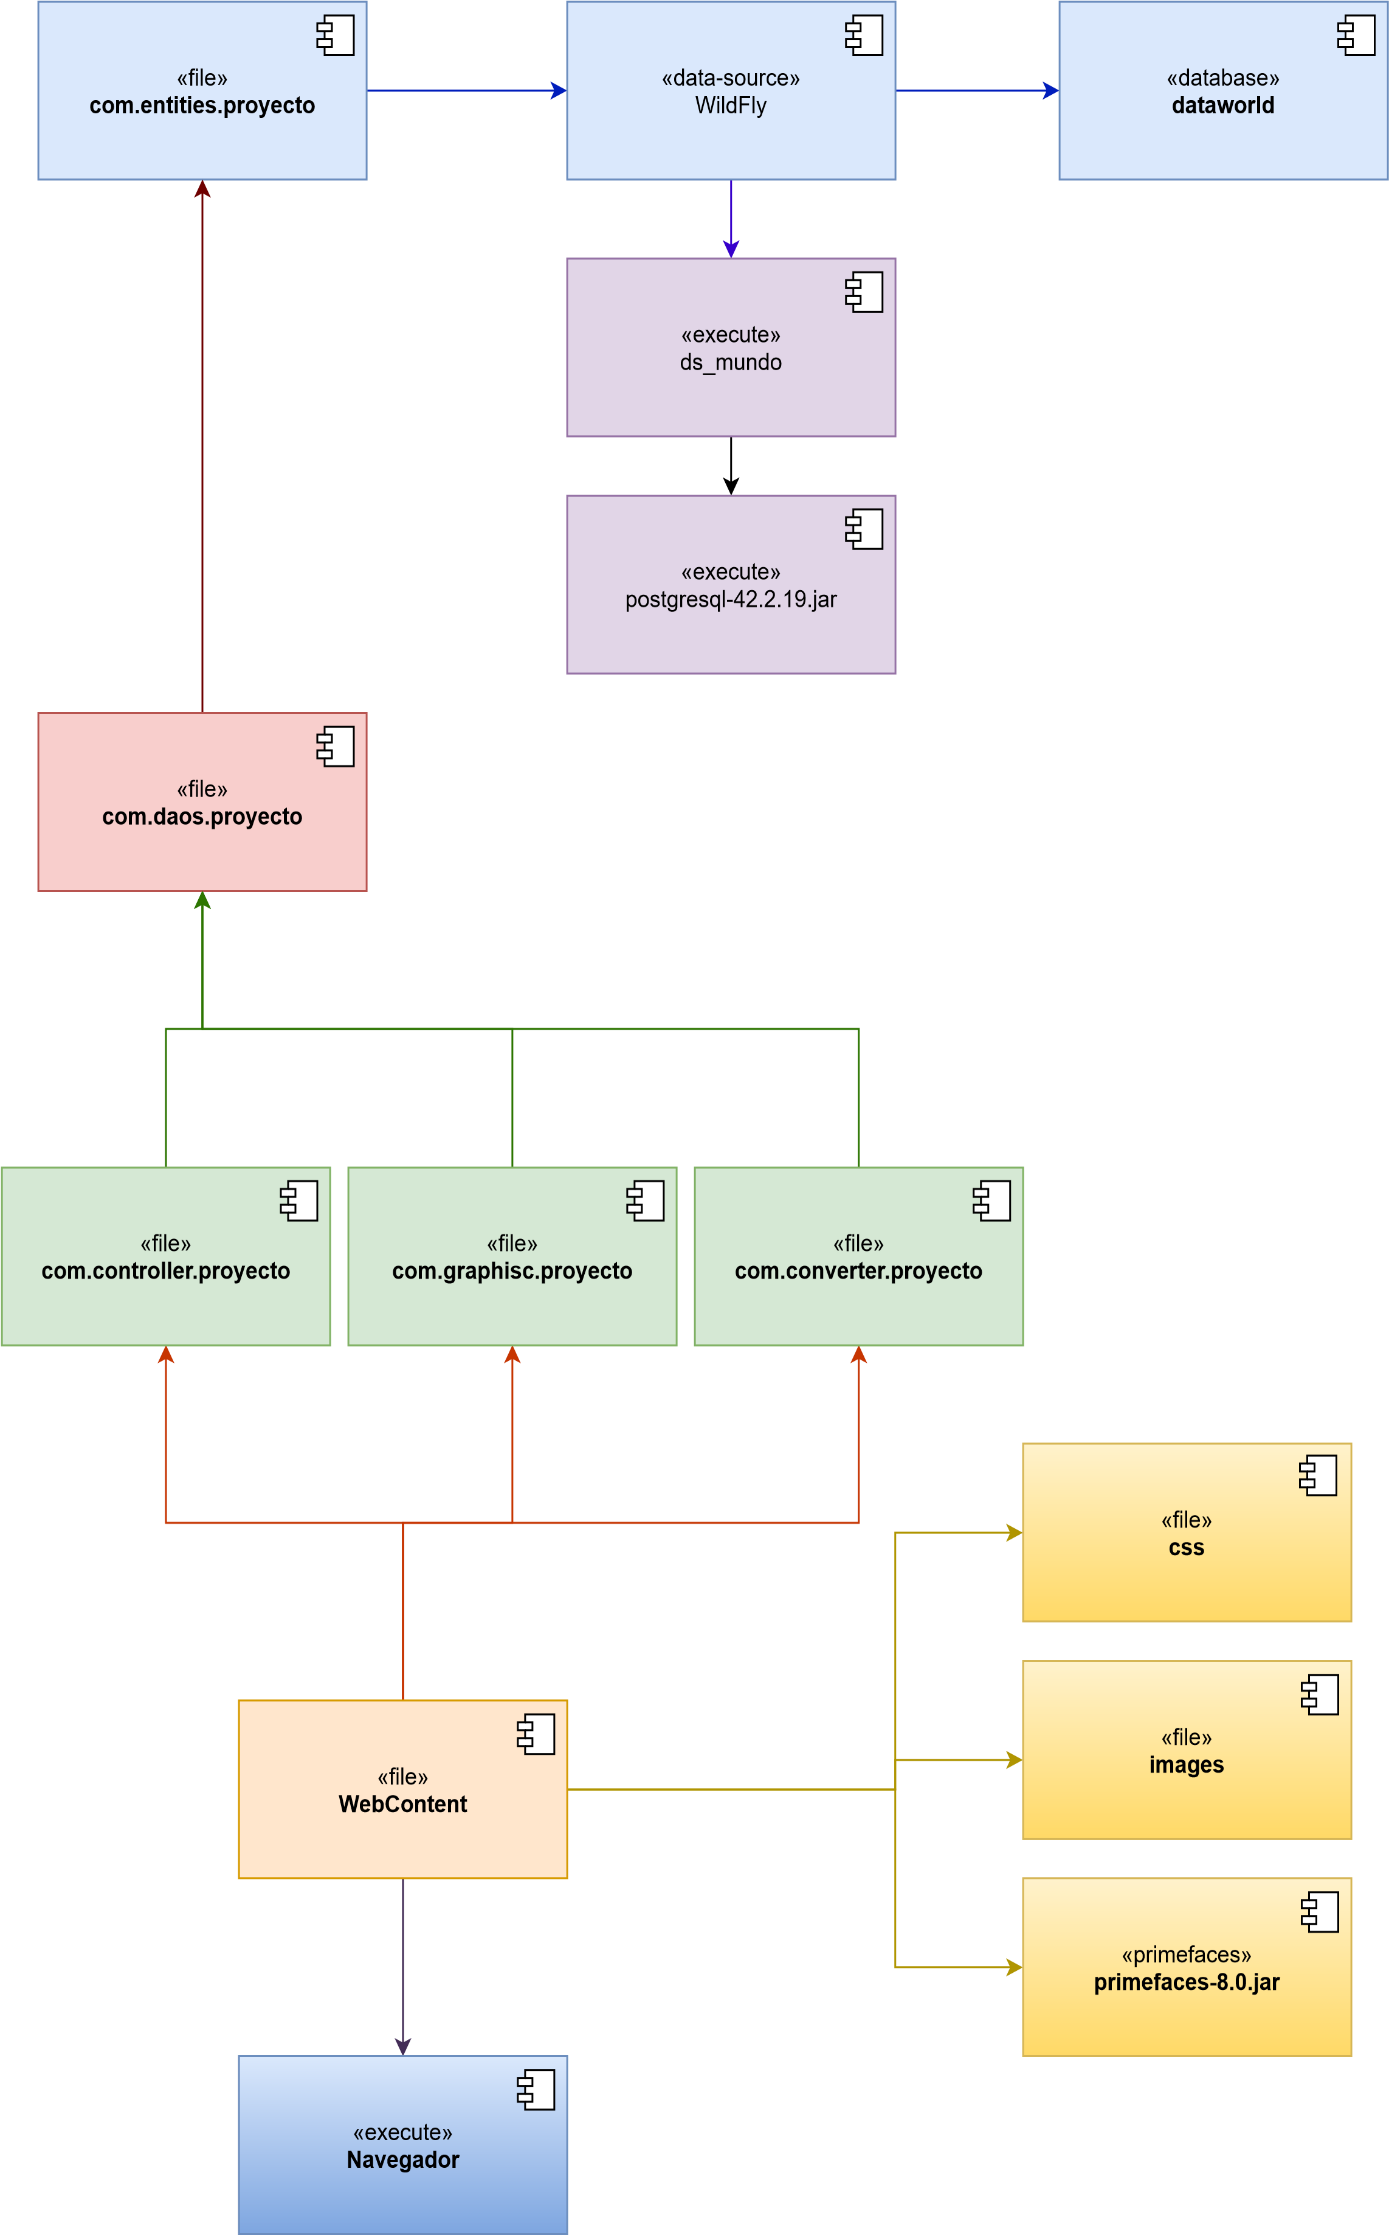 «file»
com.entities.proyecto
«data-source»
WildFly
«database»
dataworld
«execute»
ds_mundo
«execute»
postgresql-42.2.19.jar
«file»
com.daos.proyecto
«file»
com.controller.proyecto
«file»
com.graphisc.proyecto
«file»
com.converter.proyecto
«file»
css
«file»
images
«file»
WebContent
«primefaces»
primefaces-8.0.jar
«execute»
Navegador